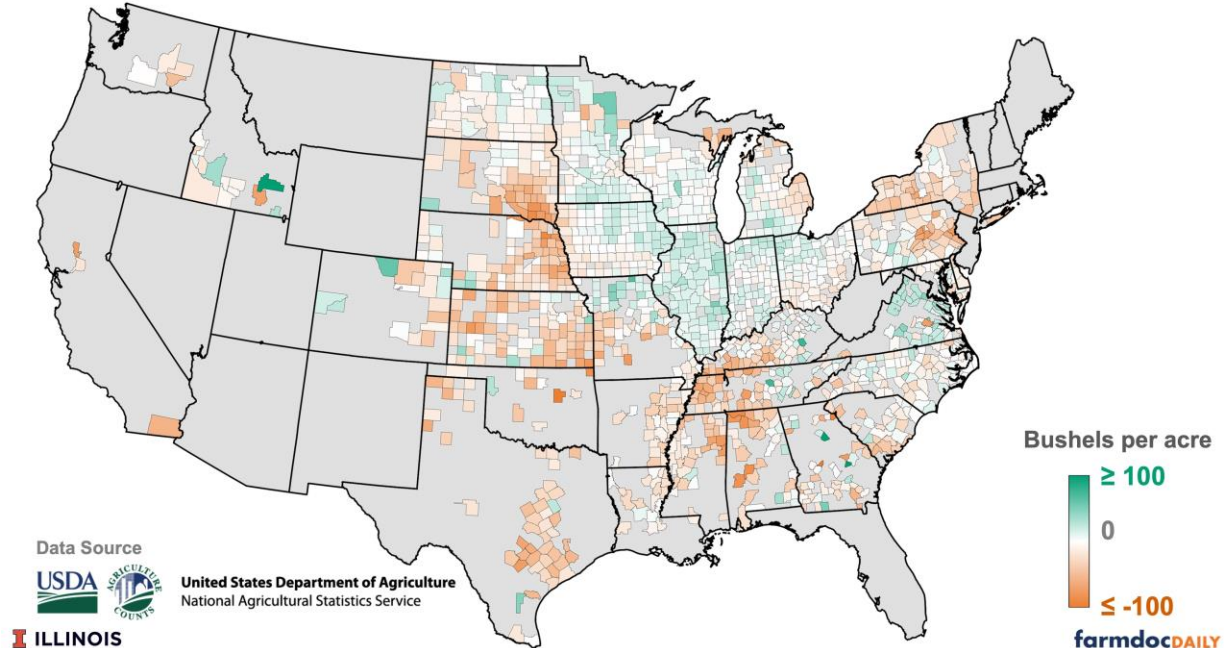 Bushels per acre
≥ 100
0
≤ -100
Data Source
USDA
AGRICULTURE
COUNTS
United States Department of Agriculture
National Agricultural Statistics Service
ILLINOIS
farmdocDAILY